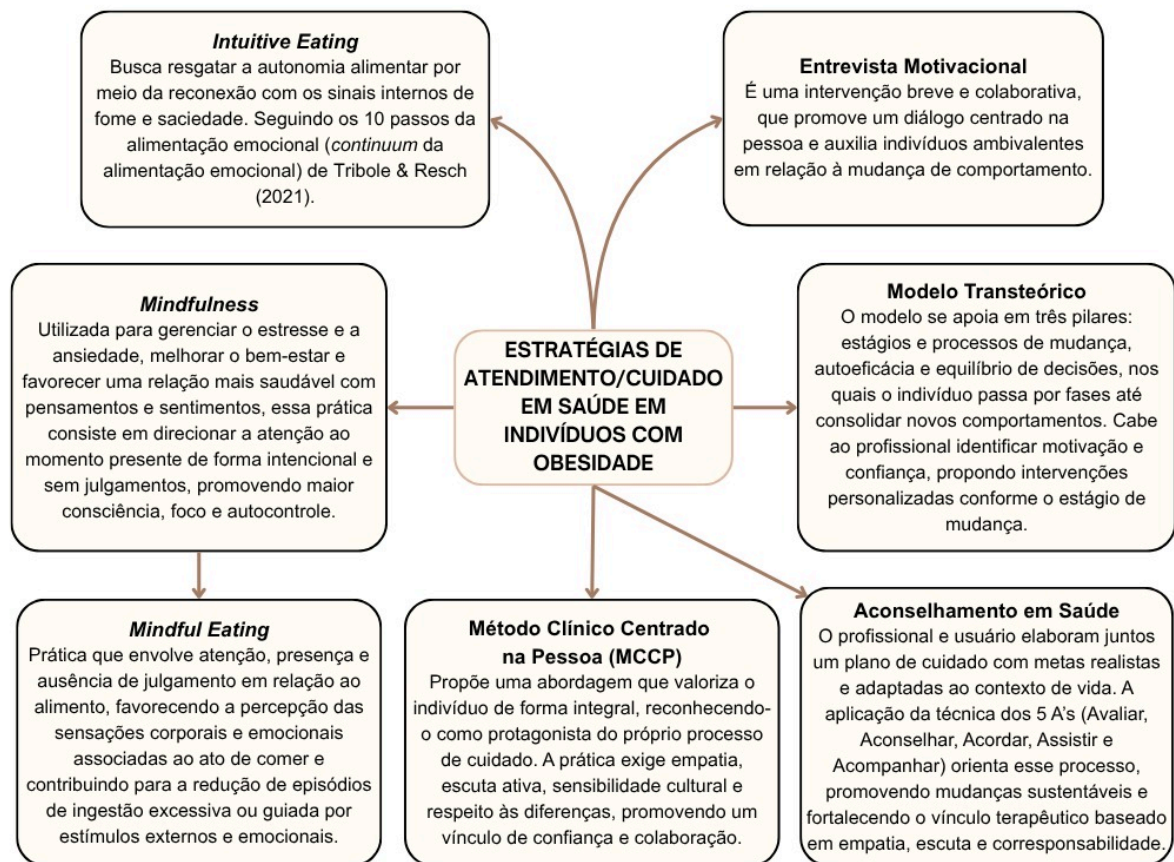 Intuitive Eating
Busca resgatar a autonomia alimentar por
meio da reconexão com os sinais internos de
fome e saciedade. Seguindo os 10 passos da
alimentação emocional (continuum da
alimentação emocional) de Tribole & Resch
(2021).
Entrevista Motivacional
É uma intervenção breve e colaborativa,
que promove um diálogo centrado na
pessoa e auxilia indivíduos ambivalentes
em relação à mudança de comportamento.
Mindfulness
Utilizada para gerenciar o estresse e a
ansiedade, melhorar o bem-estar e
favorecer uma relação mais saudável com
pensamentos e sentimentos, essa prática
consiste em direcionar a atenção ao
momento presente de forma intencional e
sem julgamentos, promovendo maior
consciência, foco e autocontrole.
ESTRATÉGIAS DE
ATENDIMENTO/CUIDADO
EM SAÚDE EM
INDIVÍDUOS COM
OBESIDADE
Modelo Transteórico
O modelo se apoia em três pilares:
estágios e processos de mudança,
autoeficácia e equilíbrio de decisões, nos
quais o indivíduo passa por fases até
consolidar novos comportamentos. Cabe
ao profissional identificar motivação e
confiança, propondo intervenções
personalizadas conforme o estágio de
mudança.
Mindful Eating
Prática que envolve atenção, presença e
ausência de julgamento em relação ao
alimento, favorecendo a percepção das
sensações corporais e emocionais
associadas ao ato de comer e
contribuindo para a redução de episódios
de ingestão excessiva ou guiada por
estímulos externos e emocionais.
Método Clínico Centrado
na Pessoa (MCCP)
Propõe uma abordagem que valoriza o
indivíduo de forma integral, reconhecendo-
o como protagonista do próprio processo
de cuidado. A prática exige empatia,
escuta ativa, sensibilidade cultural e
respeito às diferenças, promovendo um
vínculo de confiança e colaboração.
Aconselhamento em Saúde
O profissional e usuário elaboram juntos
um plano de cuidado com metas realistas
e adaptadas ao contexto de vida. A
aplicação da técnica dos 5 A's (Avaliar,
Aconselhar, Acordar, Assistir e
Acompanhar) orienta esse processo,
promovendo mudanças sustentáveis e
fortalecendo o vínculo terapêutico baseado
em empatia, escuta e corresponsabilidade.